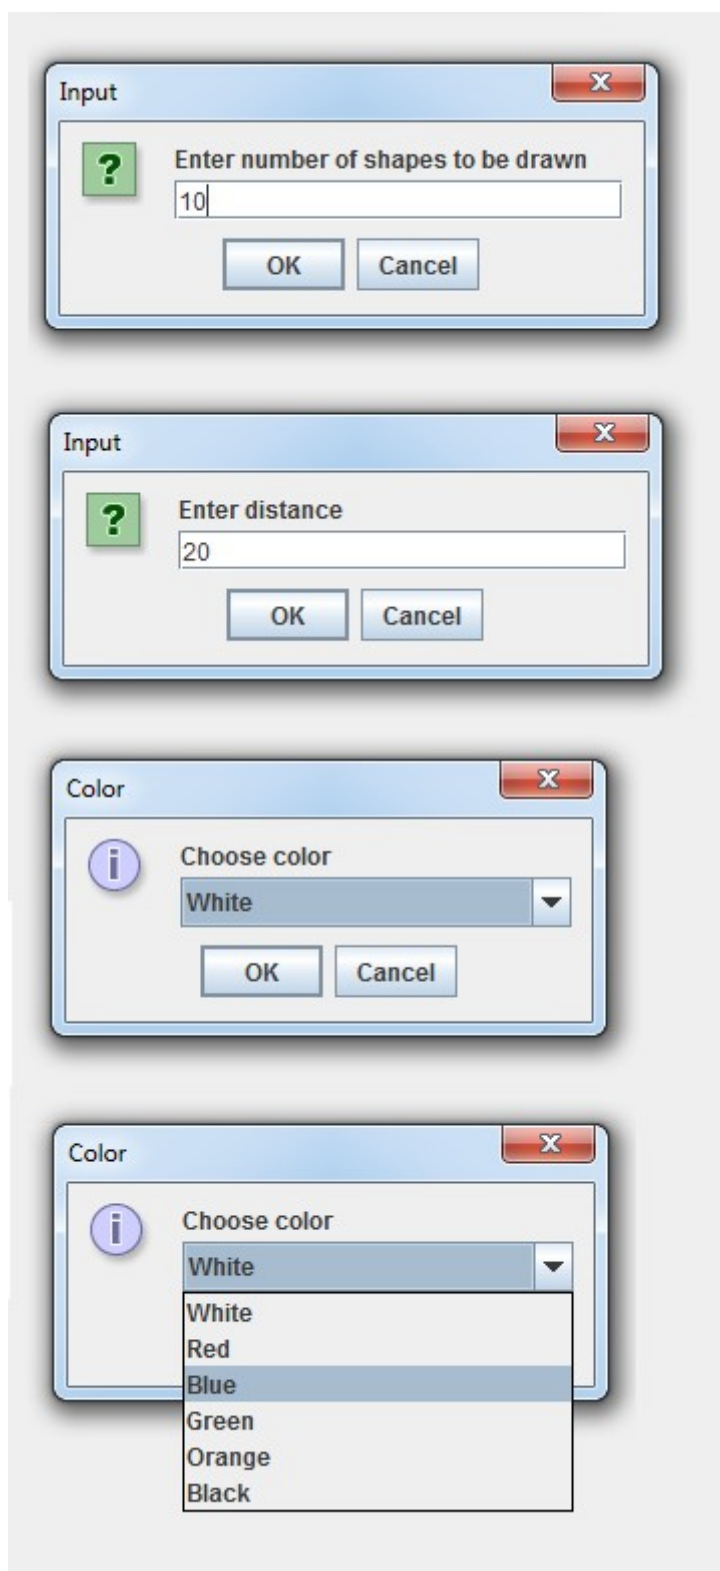 Input
Enter number of shapes to be drawn
10
OK Cancel
Input
Enter distance
20
OK Cancel
Color
Choose color
White
OK Cancel
Color
Choose color
White
White
Red
Blue
Green
Orange
Black